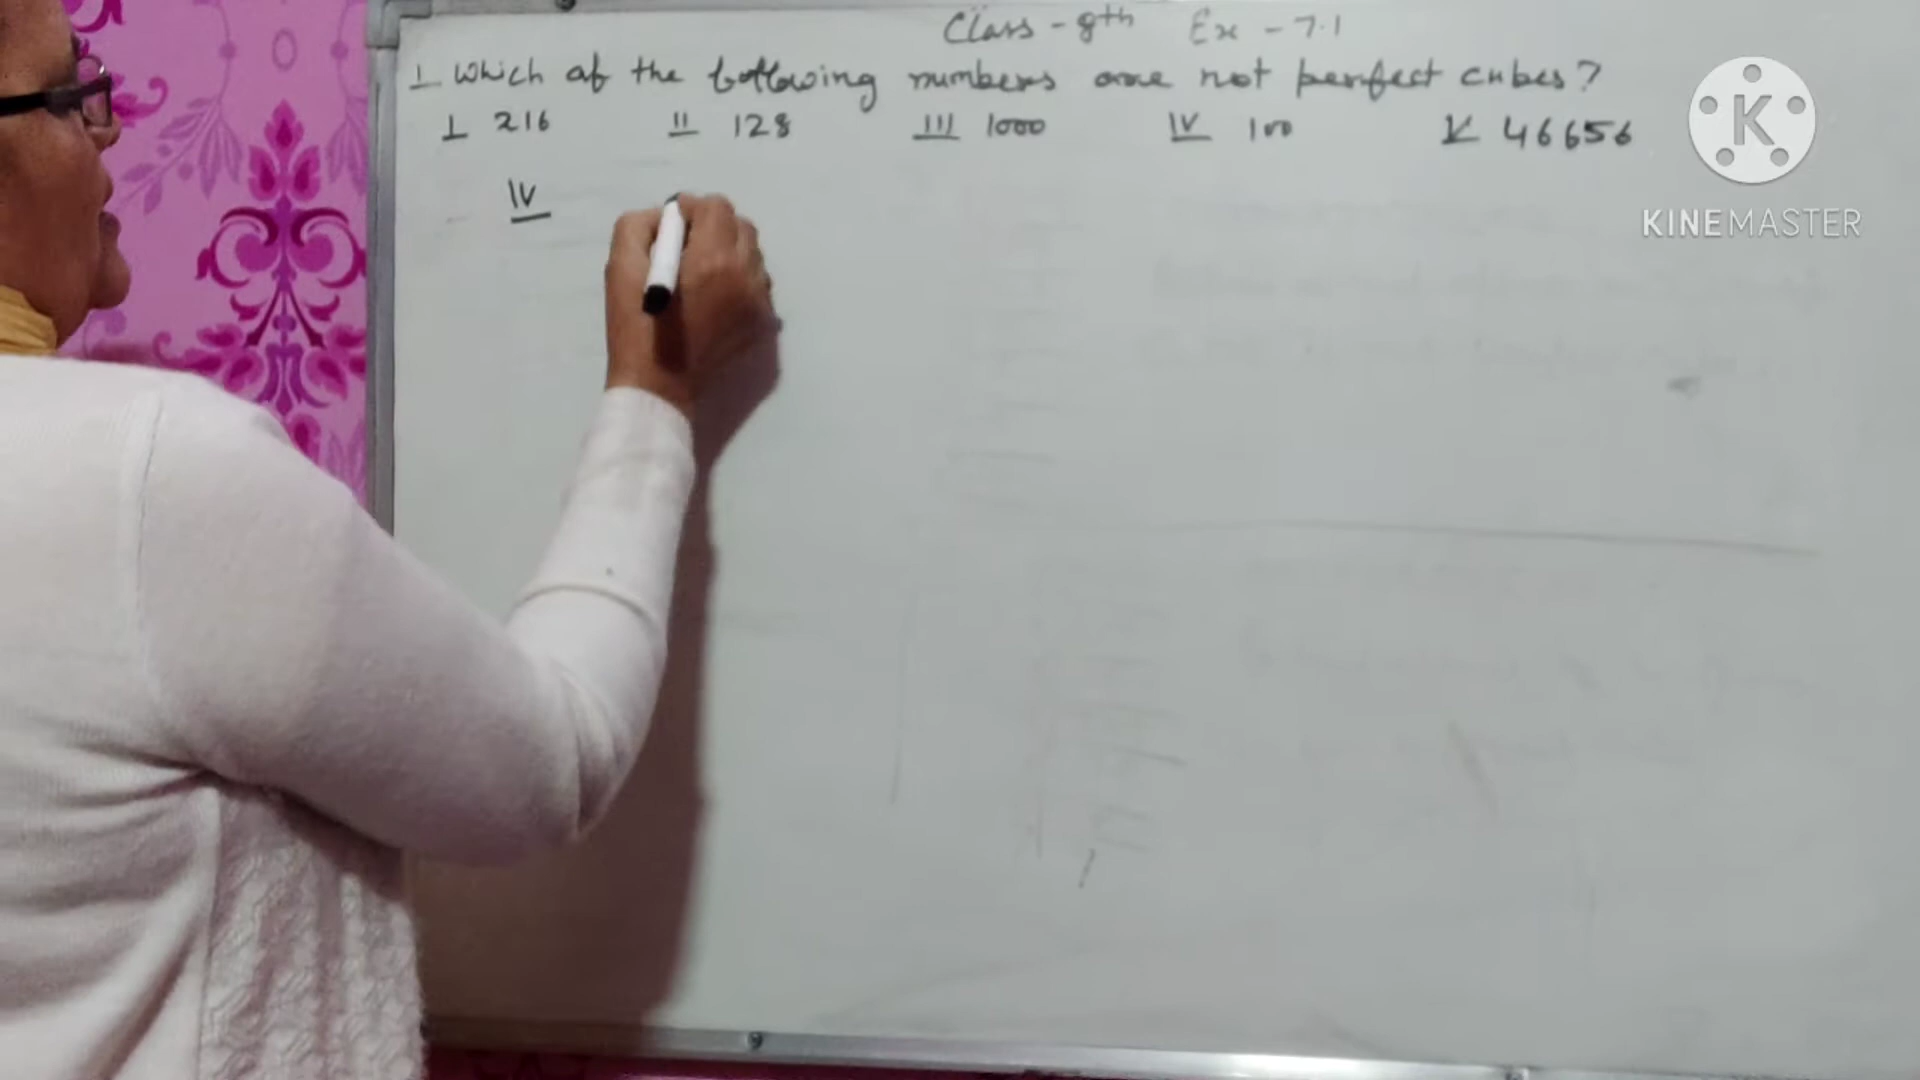 Class - 8th Ex - 7.1
1 Which of the following numbers are not perfect cubes?
I 216 II 128 III 1000 IV 100 V 46656
IV
K
KINEMASTER